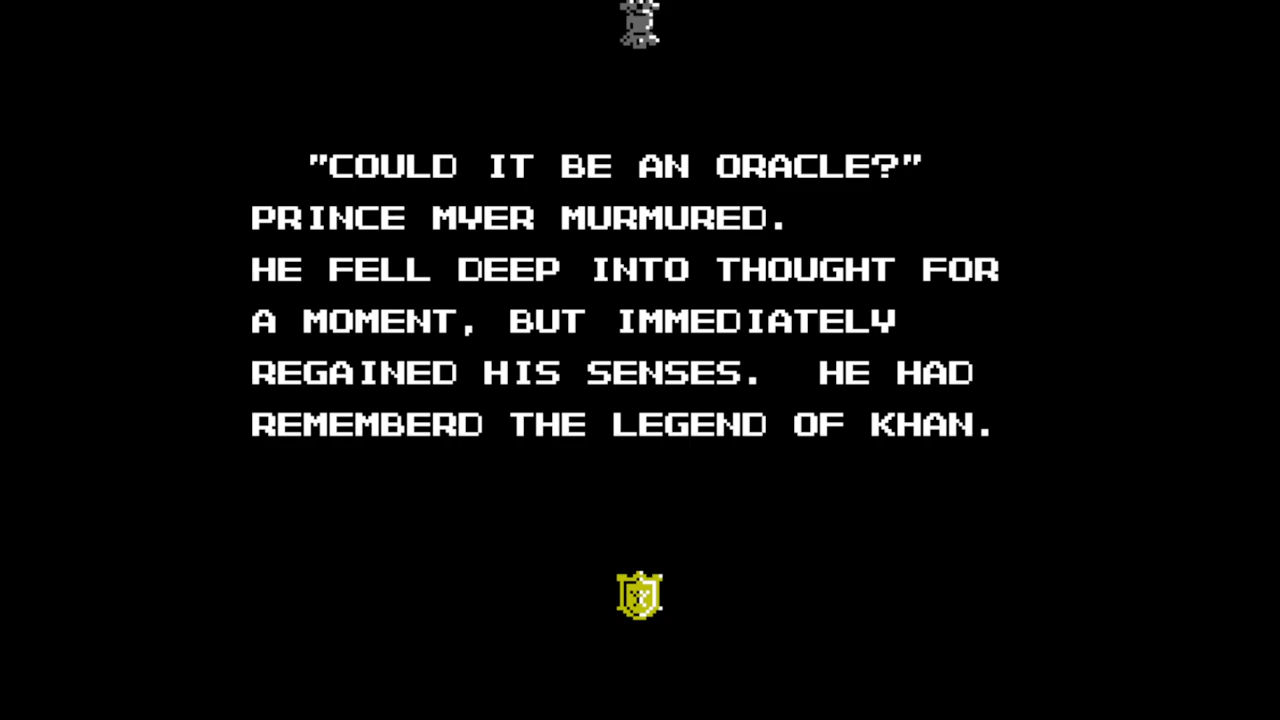 "COULD IT BE AN ORACLE?"
PRINCE MYER MURMURED.
HE FELL DEEP INTO THOUGHT FOR
A MOMENT, BUT IMMEDIATELY
REGAINED HIS SENSES.  HE HAD
REMEMBERD THE LEGEND OF KHAN.